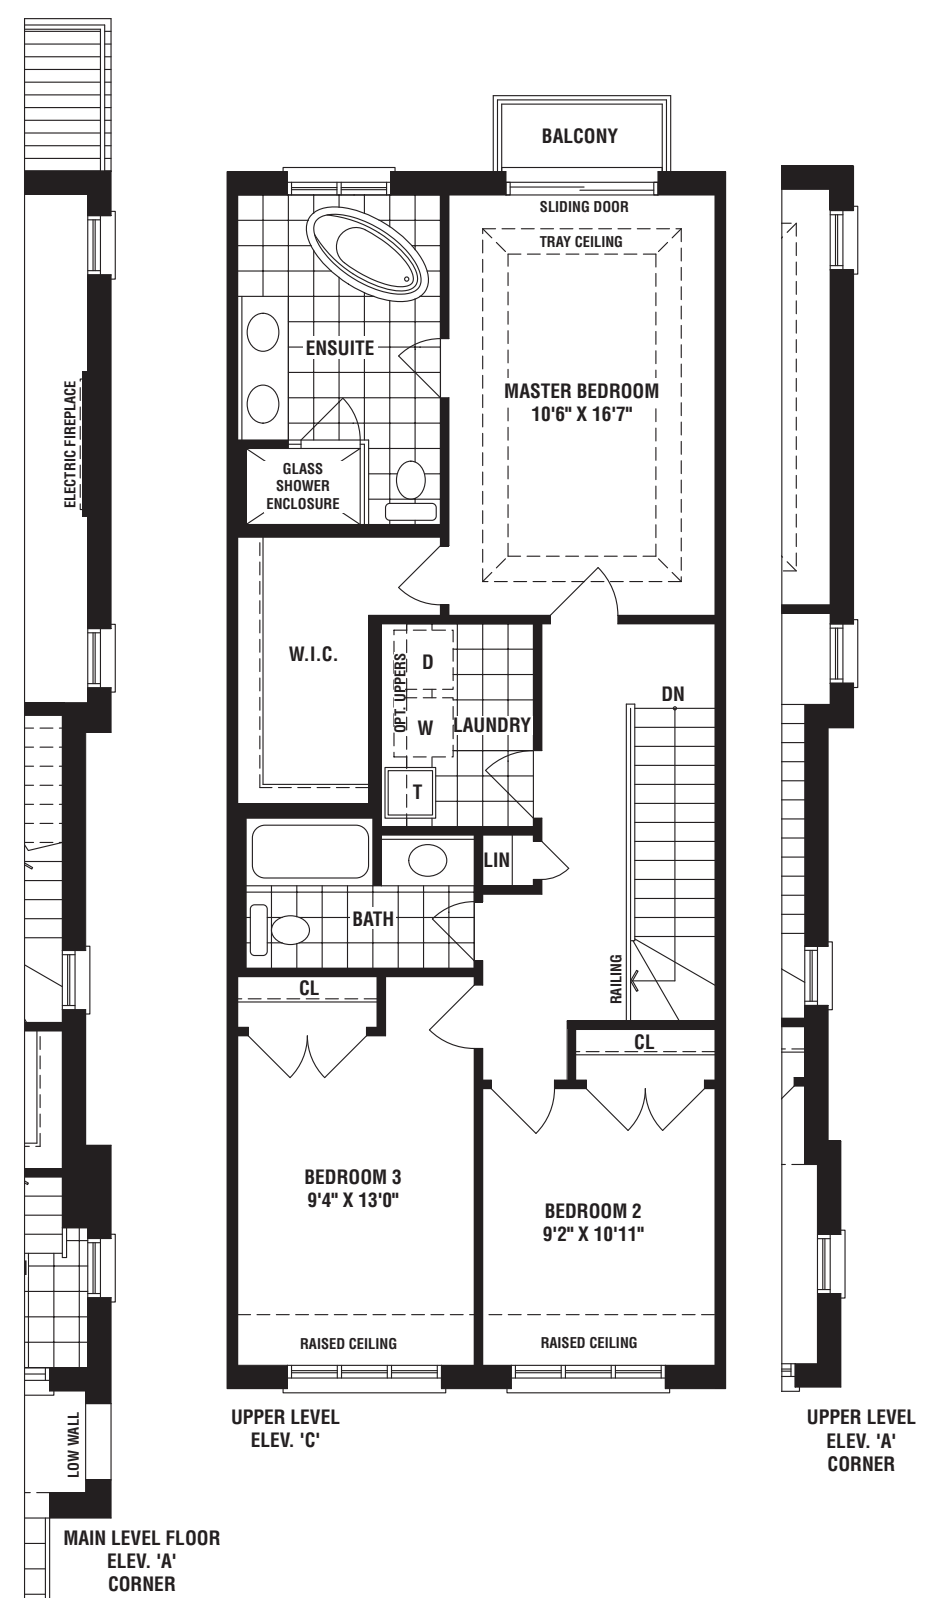 BALCONY
SLIDING DOOR
TRAY CEILING
ENSUITE
MASTER BEDROOM
10'6" X 16'7"
GLASS
SHOWER
ENCLOSURE
ELECTRIC FIREPLACE
W.I.C.
OPT. UPPERS
D
W
LAUNDRY
T
DN
LIN
BATH
RAILING
CL
CL
BEDROOM 3
9'4" X 13'0"
BEDROOM 2
9'2" X 10'11"
RAISED CEILING
RAISED CEILING
UPPER LEVEL
ELEV. 'C'
UPPER LEVEL
ELEV. 'A'
CORNER
LOW WALL
MAIN LEVEL FLOOR
ELEV. 'A'
CORNER